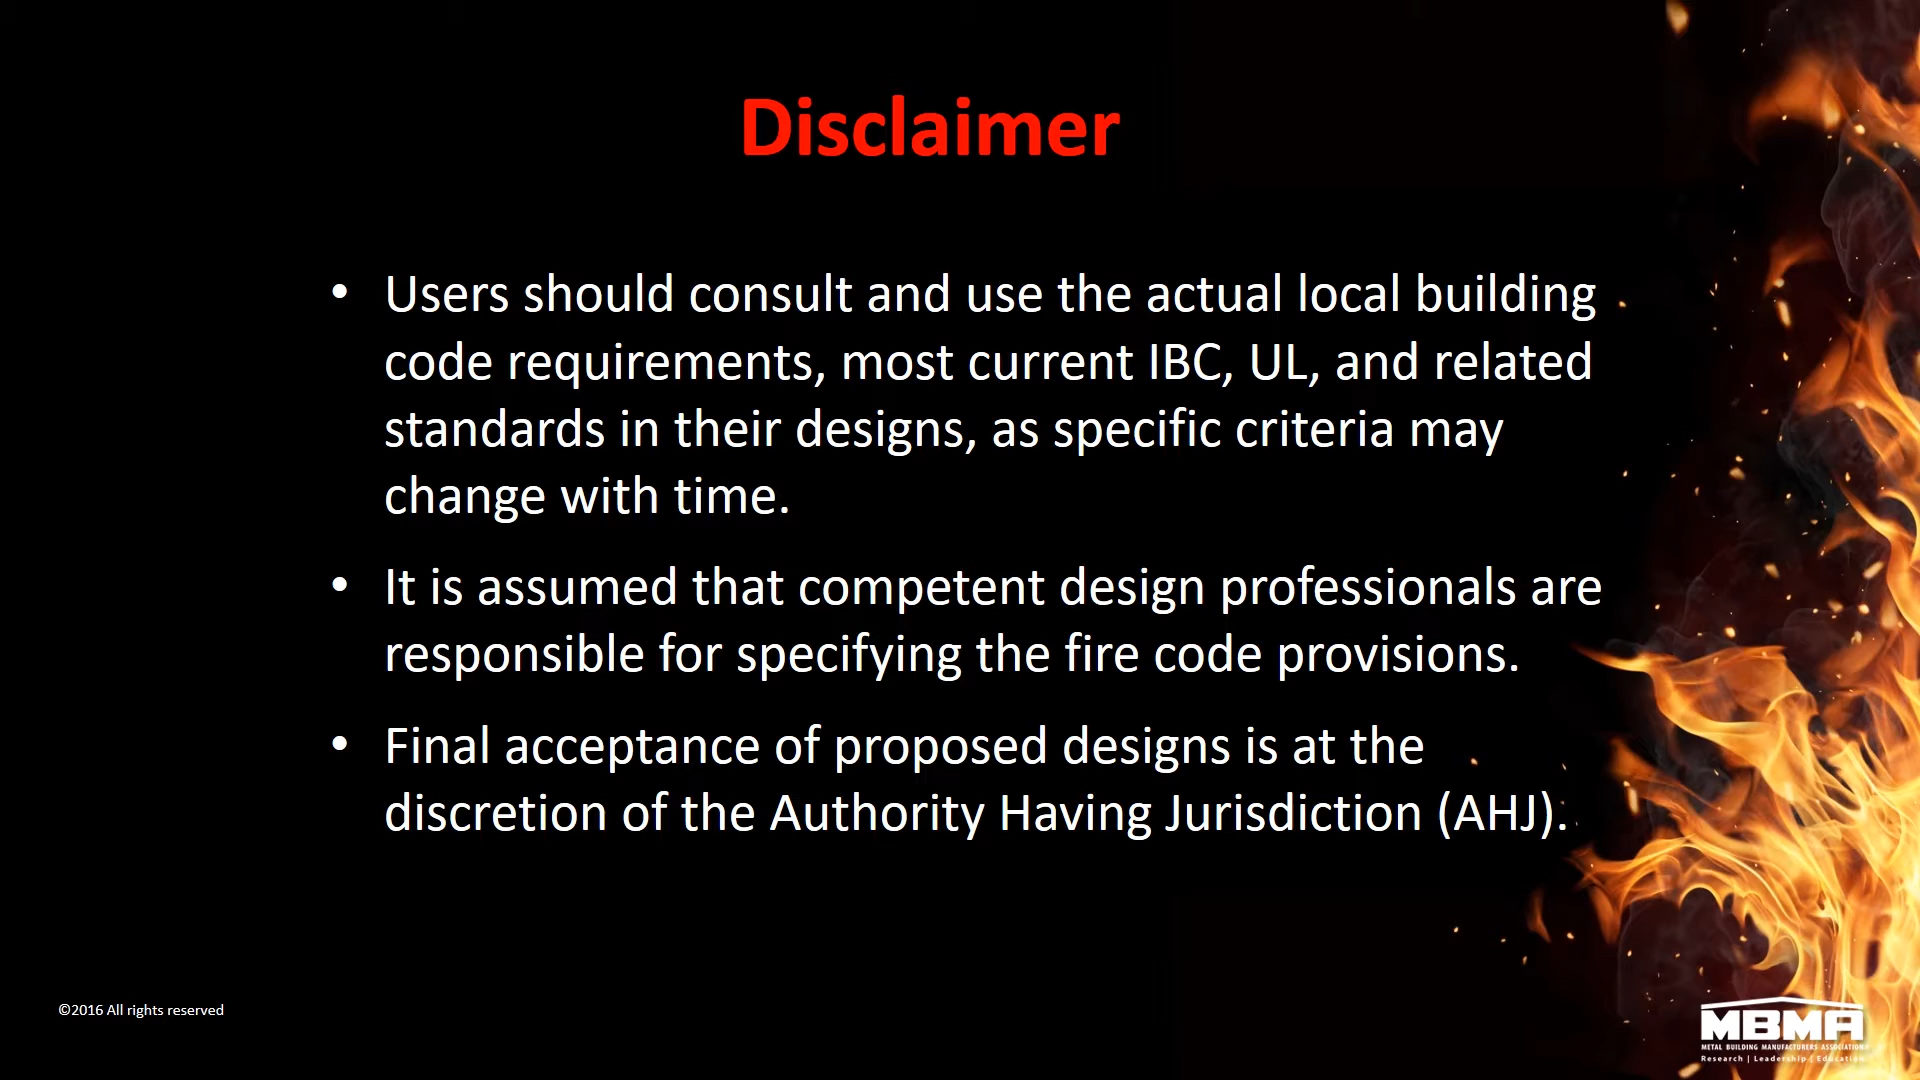 Disclaimer
• Users should consult and use the actual local building
code requirements, most current IBC, UL, and related
standards in their designs, as specific criteria may
change with time.
• It is assumed that competent design professionals are
responsible for specifying the fire code provisions.
• Final acceptance of proposed designs is at the
discretion of the Authority Having Jurisdiction (AHJ).
©2016 All rights reserved
MBMA
METAL BUILDING MANUFACTURERS ASSOCIATION
Research | Leadership | Education